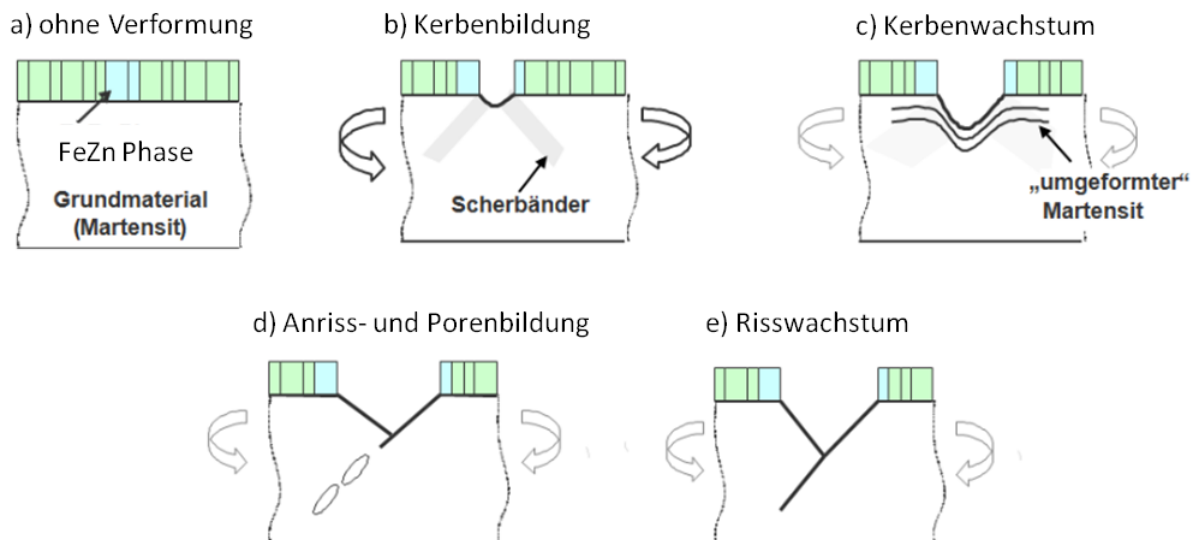 a) ohne Verformung
b) Kerbenbildung
c) Kerbenwachstum
FeZn Phase
Grundmaterial
(Martensit)
Scherbänder
„umgeformter“
Martensit
d) Anriss- und Porenbildung
e) Risswachstum